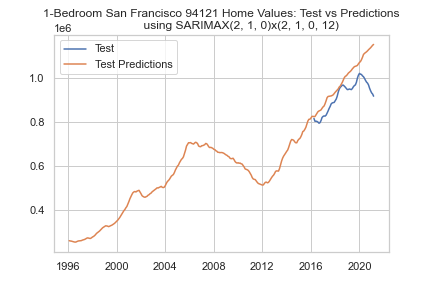 1-Bedroom San Francisco 94121 Home Values: Test vs Predictions
using SARIMAX(2, 1, 0)x(2, 1, 0, 12)
1e6
Test
Test Predictions
1.0
0.8
0.6
0.4
1996 2000 2004 2008 2012 2016 2020